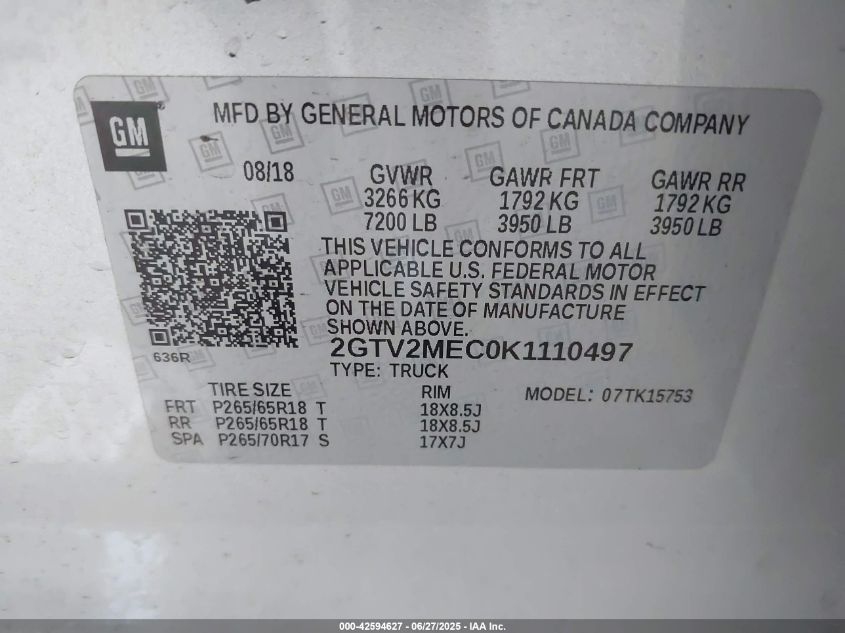 GM
MFD BY GENERAL MOTORS OF CANADA COMPANY
08/18 GVWR GAWR FRT GAWR RR
3266 KG 1792 KG 1792 KG
7200 LB 3950 LB 3950 LB
THIS VEHICLE CONFORMS TO ALL
APPLICABLE U.S. FEDERAL MOTOR
VEHICLE SAFETY STANDARDS IN EFFECT
ON THE DATE OF MANUFACTURE
SHOWN ABOVE.
636R
2GTV2MEC0K1110497
TYPE: TRUCK
TIRE SIZE RIM MODEL: 07TK15753
FRT P265/65R18 T 18X8.5J
RR P265/65R18 T 18X8.5J
SPA P265/70R17 S 17X7J
000-42594627 - 06/27/2025 - IAA Inc.